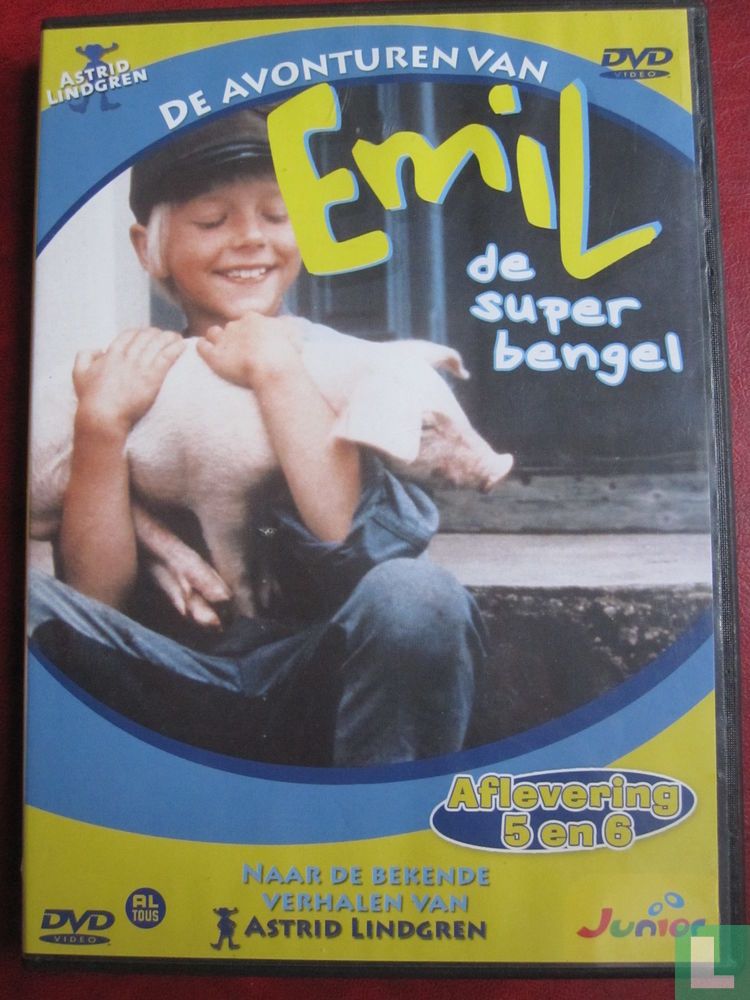 ASTRID
LINDGREN
DE AVONTUREN VAN
DVD
VIDEO
EmiL
de
super
bengel
Aflevering
5 en 6
NAAR DE BEKENDE
VERHALEN VAN
ASTRID LINDGREN
DVD
VIDEO
AL
TOUS
Junior
L